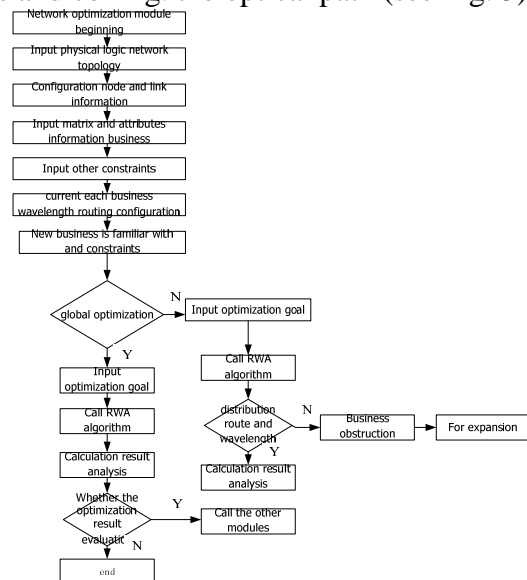 Network optimization module
beginning
Input physical logic network
topology
Configuration node and link
information
Input matrix and attributes
information business
Input other constraints
current each business
wavelength routing configuration
New business is familiar with
and constraints
global optimization
N
Input optimization goal
Y
Input
optimization goal
Call RWA
algorithm
Call RWA
algorithm
distribution
route and
wavelength
N
Business
obstruction
For expansion
Y
Calculation result
analysis
Calculation result
analysis
Whether the
optimization
result
evaluatic
Y
Call the other
modules
N
end